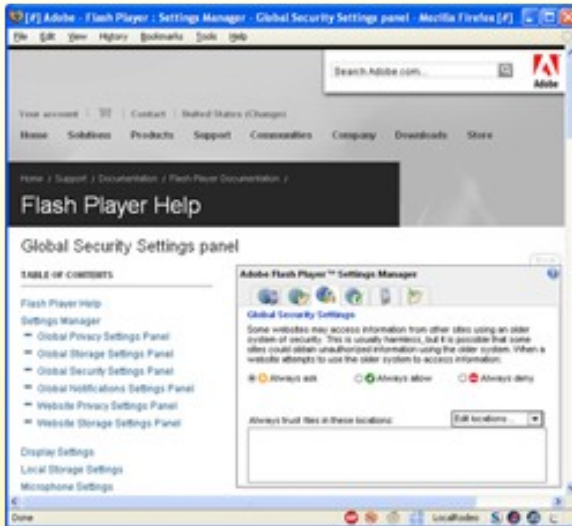 [#] Adobe - Flash Player : Settings Manager - Global Security Settings panel - Mozilla Firefox [#]
File Edit View History Bookmarks Tools Help
Search Adobe.com...
Adobe
Your account Contact United States (Change)
Home Solutions Products Support Communities Company Downloads Store
Home / Support / Documentation / Flash Player Documentation /
Flash Player Help
Global Security Settings panel
TABLE OF CONTENTS
Flash Player Help
Settings Manager
Global Privacy Settings Panel
Global Storage Settings Panel
Global Security Settings Panel
Global Notifications Settings Panel
Website Privacy Settings Panel
Website Storage Settings Panel
Display Settings
Local Storage Settings
Microphone Settings
Adobe Flash Player™ Settings Manager
Global Security Settings
Some websites may access information from other sites using an older
system of security. This is usually harmless, but it is possible that some
sites could obtain unauthorized information using the older system. When a
website attempts to use the older system to access information:
Always ask Always allow Always deny
Always trust files in these locations: Edit locations...
Done